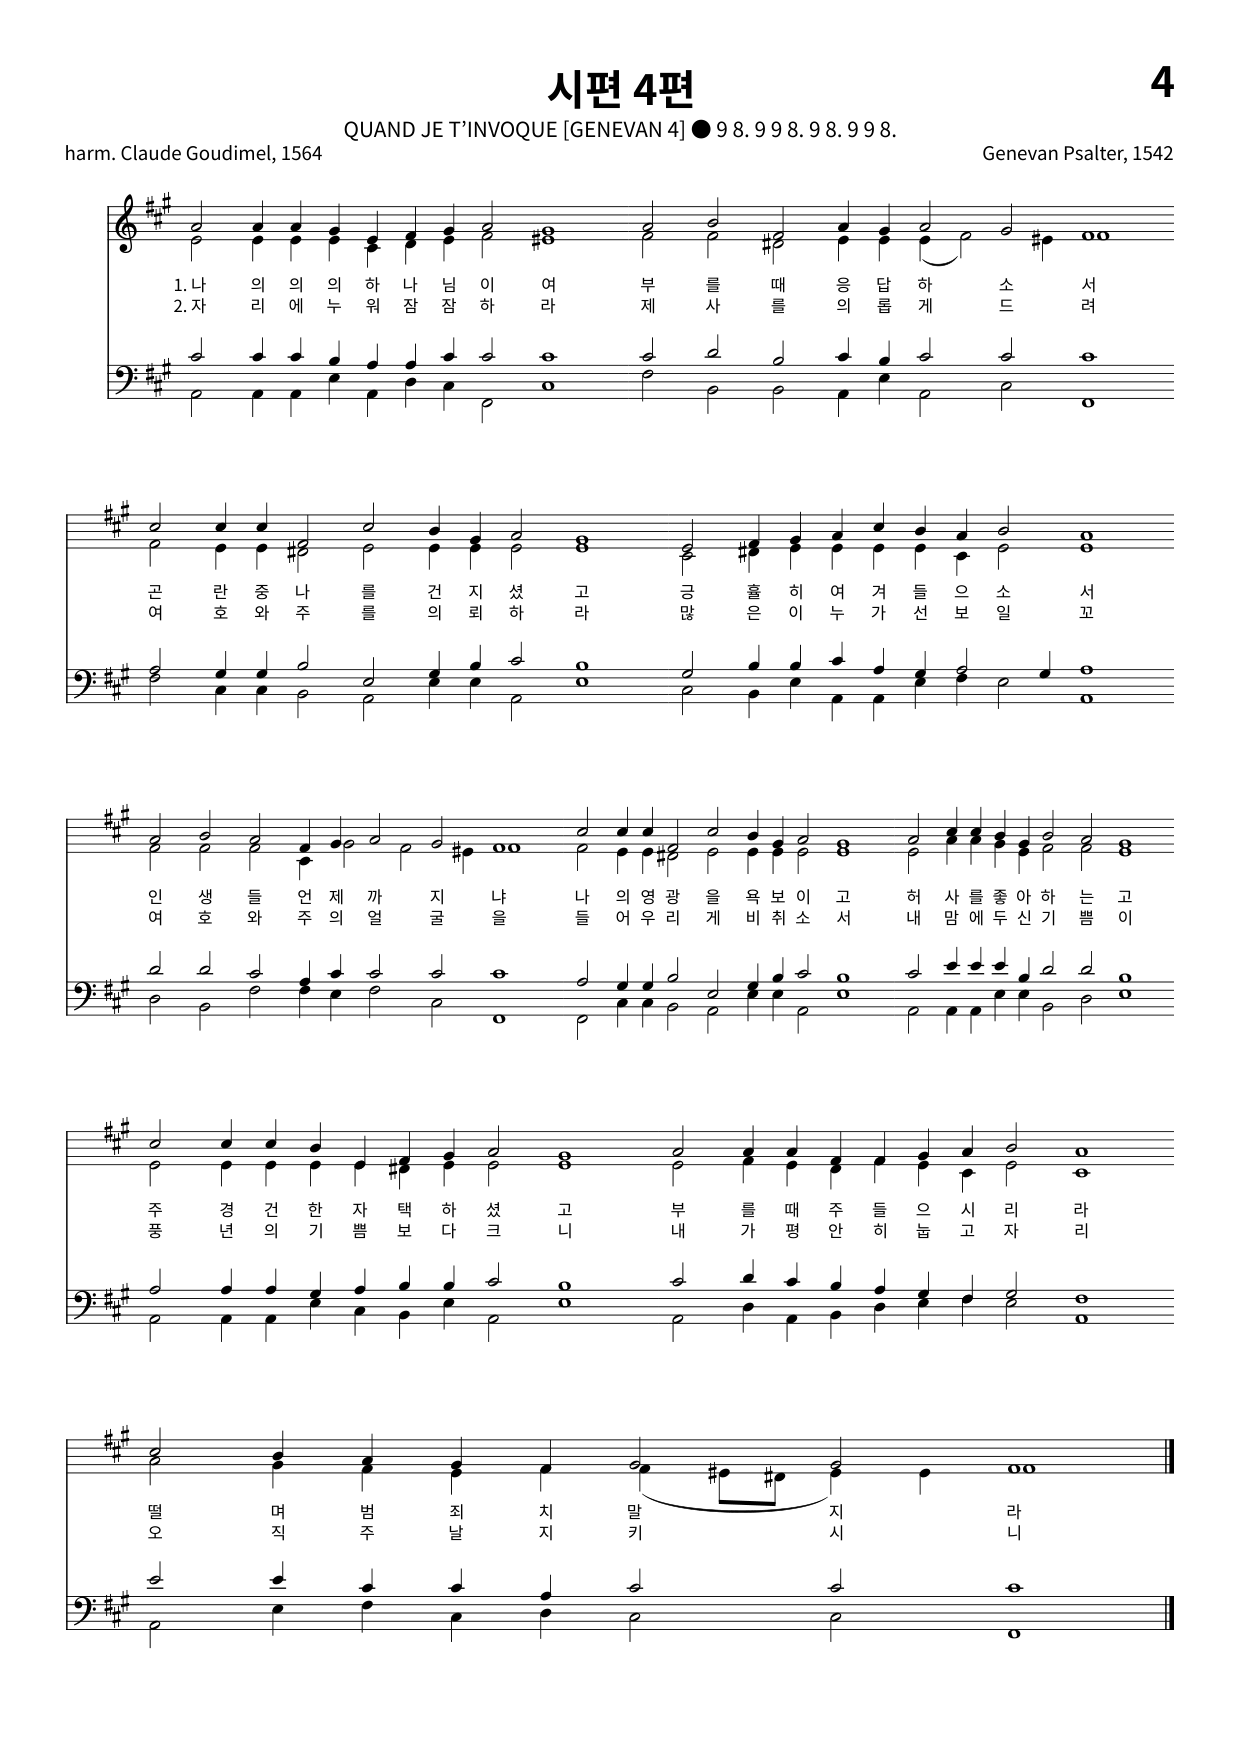 시편 4편
4
QUAND JE T’INVOQUE [GENEVAN 4] ● 9 8. 9 9 8. 9 8. 9 9 8.
harm. Claude Goudimel, 1564
Genevan Psalter, 1542
1. 나 의 의 의 하 나 님 이 여 부 를 때 응 답 하 소 서
2. 자 리 에 누 워 잠 잠 하 라 제 사 를 의 롭 게 드 려
곤 란 중 나 를 건 지 셨 고 긍 휼 히 여 겨 들 으 소 서
여 호 와 주 를 의 뢰 하 라 많 은 이 누 가 선 보 일 꼬
인 생 들 언 제 까 지 냐 나 의 영 광 을 욕 보 이 고 허 사 를 좋 아 하 는 고
여 호 와 주 의 얼 굴 을 들 어 우 리 게 비 취 소 서 내 맘 에 두 신 기 쁨 이
주 경 건 한 자 택 하 셨 고 부 를 때 주 들 으 시 리 라
풍 년 의 기 쁨 보 다 크 니 내 가 평 안 히 눕 고 자 리
떨 며 범 죄 치 말 지 라
오 직 주 날 지 키 시 니